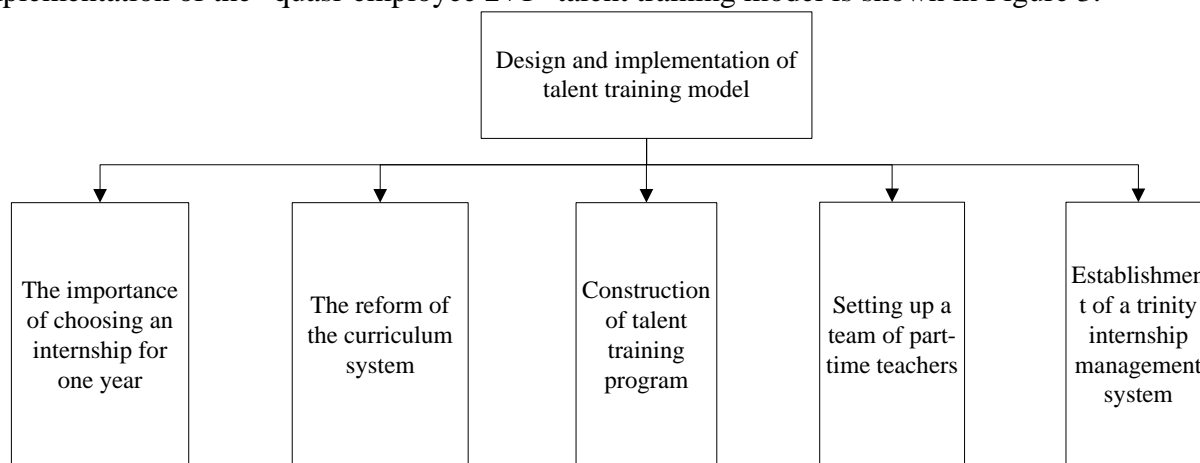 implementation of the "quasi-employee 2+1" talent training model is shown in Figure 3.
Design and implementation of
talent training model
The importance
of choosing an
internship for
one year
The reform of
the curriculum
system
Construction
of talent
training
program
Setting up a
team of part-
time teachers
Establishmen
t of a trinity
internship
management
system